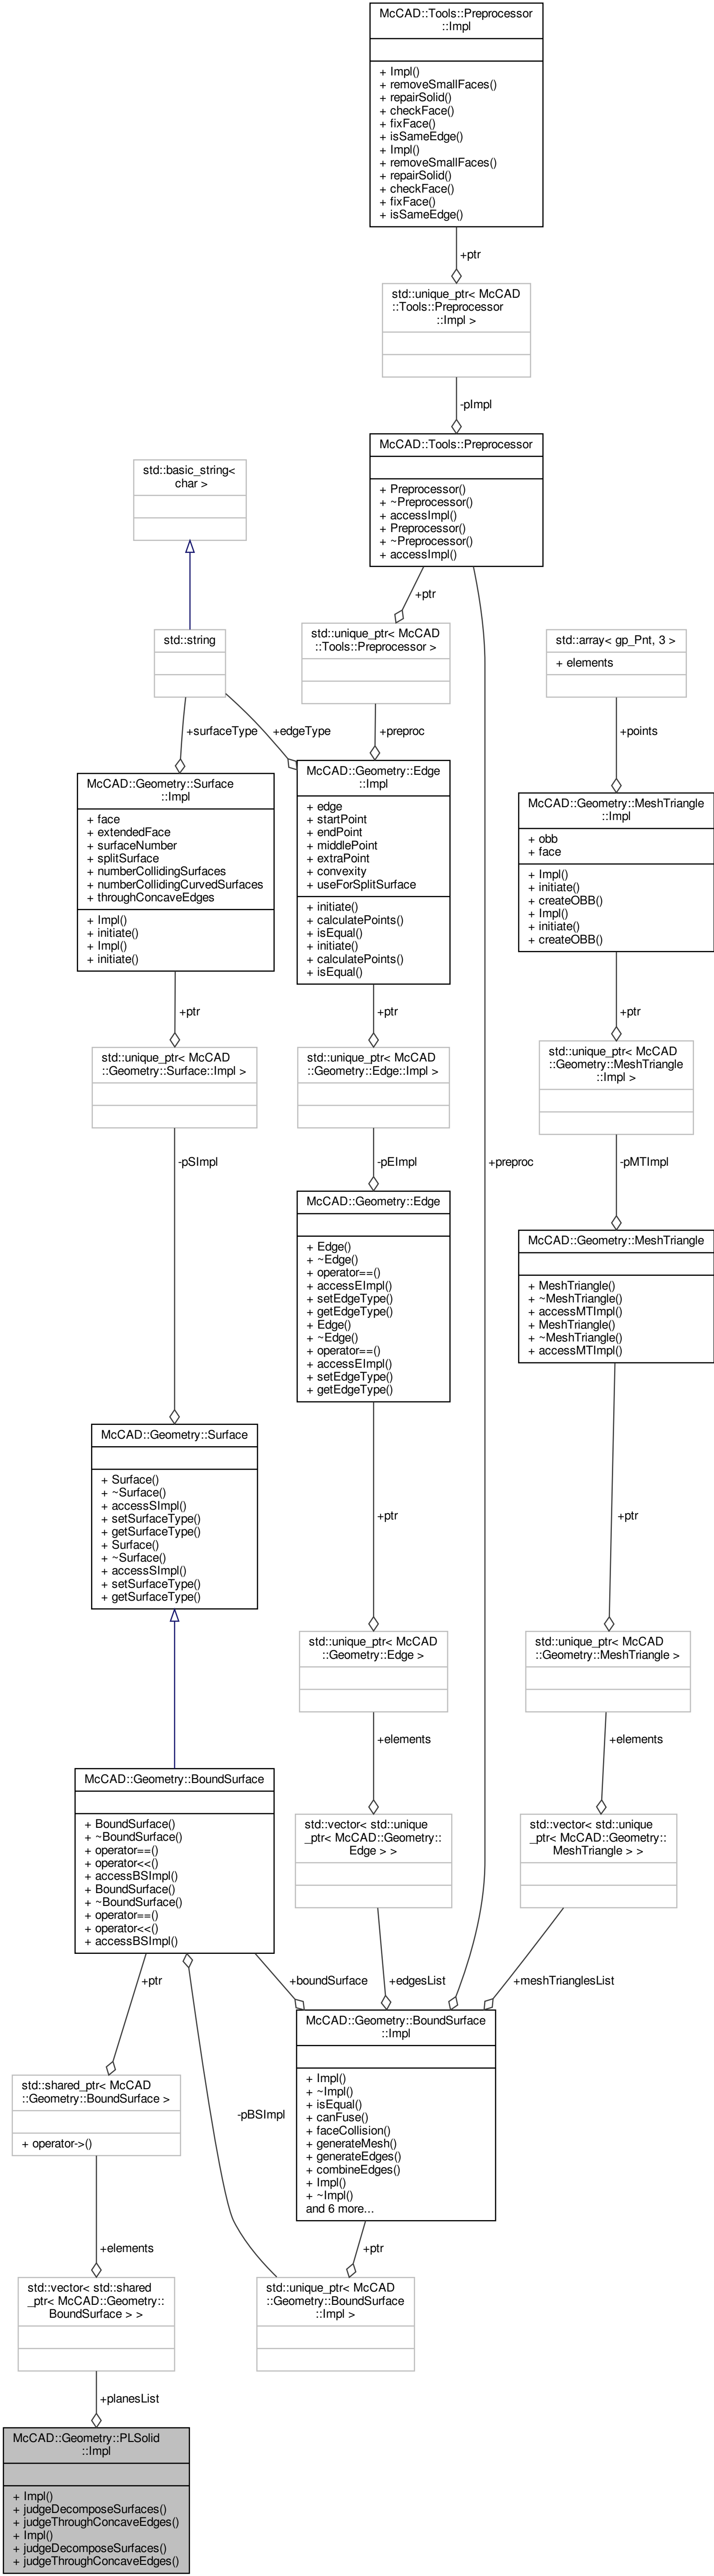 McCAD::Tools::Preprocessor
::Impl
+ Impl()
+ removeSmallFaces()
+ repairSolid()
+ checkFace()
+ fixFace()
+ isSameEdge()
+ Impl()
+ removeSmallFaces()
+ repairSolid()
+ checkFace()
+ fixFace()
+ isSameEdge()
+ptr
std::unique_ptr< McCAD
::Tools::Preprocessor
::Impl >
-pImpl
McCAD::Tools::Preprocessor
+ Preprocessor()
+ ~Preprocessor()
+ accessImpl()
+ Preprocessor()
+ ~Preprocessor()
+ accessImpl()
std::basic_string<
char >
+ptr
std::string
std::unique_ptr< McCAD
::Tools::Preprocessor >
std::array< gp_Pnt, 3 >
+ elements
+surfaceType
+edgeType
+preproc
+points
McCAD::Geometry::Surface
::Impl
+ face
+ extendedFace
+ surfaceNumber
+ splitSurface
+ numberCollidingSurfaces
+ numberCollidingCurvedSurfaces
+ throughConcaveEdges
+ Impl()
+ initiate()
+ Impl()
+ initiate()
McCAD::Geometry::Edge
::Impl
+ edge
+ startPoint
+ endPoint
+ middlePoint
+ extraPoint
+ convexity
+ useForSplitSurface
+ initiate()
+ calculatePoints()
+ isEqual()
+ initiate()
+ calculatePoints()
+ isEqual()
McCAD::Geometry::MeshTriangle
::Impl
+ obb
+ face
+ Impl()
+ initiate()
+ createOBB()
+ Impl()
+ initiate()
+ createOBB()
+ptr
+ptr
+ptr
std::unique_ptr< McCAD
::Geometry::Surface::Impl >
std::unique_ptr< McCAD
::Geometry::Edge::Impl >
std::unique_ptr< McCAD
::Geometry::MeshTriangle
::Impl >
-pSImpl
-pEImpl
+preproc
-pMTImpl
McCAD::Geometry::Edge
+ Edge()
+ ~Edge()
+ operator==()
+ accessEImpl()
+ setEdgeType()
+ getEdgeType()
+ Edge()
+ ~Edge()
+ operator==()
+ accessEImpl()
+ setEdgeType()
+ getEdgeType()
McCAD::Geometry::MeshTriangle
+ MeshTriangle()
+ ~MeshTriangle()
+ accessMTImpl()
+ MeshTriangle()
+ ~MeshTriangle()
+ accessMTImpl()
McCAD::Geometry::Surface
+ Surface()
+ ~Surface()
+ accessSImpl()
+ setSurfaceType()
+ getSurfaceType()
+ Surface()
+ ~Surface()
+ accessSImpl()
+ setSurfaceType()
+ getSurfaceType()
+ptr
+ptr
std::unique_ptr< McCAD
::Geometry::Edge >
std::unique_ptr< McCAD
::Geometry::MeshTriangle >
+elements
+elements
McCAD::Geometry::BoundSurface
+ BoundSurface()
+ ~BoundSurface()
+ operator==()
+ operator<<()
+ accessBSImpl()
+ BoundSurface()
+ ~BoundSurface()
+ operator==()
+ operator<<()
+ accessBSImpl()
std::vector< std::unique
_ptr< McCAD::Geometry::
Edge > >
std::vector< std::unique
_ptr< McCAD::Geometry::
MeshTriangle > >
+ptr
+boundSurface
+edgesList
+meshTrianglesList
McCAD::Geometry::BoundSurface
::Impl
+ Impl()
+ ~Impl()
+ isEqual()
+ canFuse()
+ faceCollision()
+ generateMesh()
+ generateEdges()
+ combineEdges()
+ Impl()
+ ~Impl()
and 6 more...
std::shared_ptr< McCAD
::Geometry::BoundSurface >
+ operator->()
-pBSImpl
+elements
+ptr
std::vector< std::shared
_ptr< McCAD::Geometry::
BoundSurface > >
std::unique_ptr< McCAD
::Geometry::BoundSurface
::Impl >
+planesList
McCAD::Geometry::PLSolid
::Impl
+ Impl()
+ judgeDecomposeSurfaces()
+ judgeThroughConcaveEdges()
+ Impl()
+ judgeDecomposeSurfaces()
+ judgeThroughConcaveEdges()